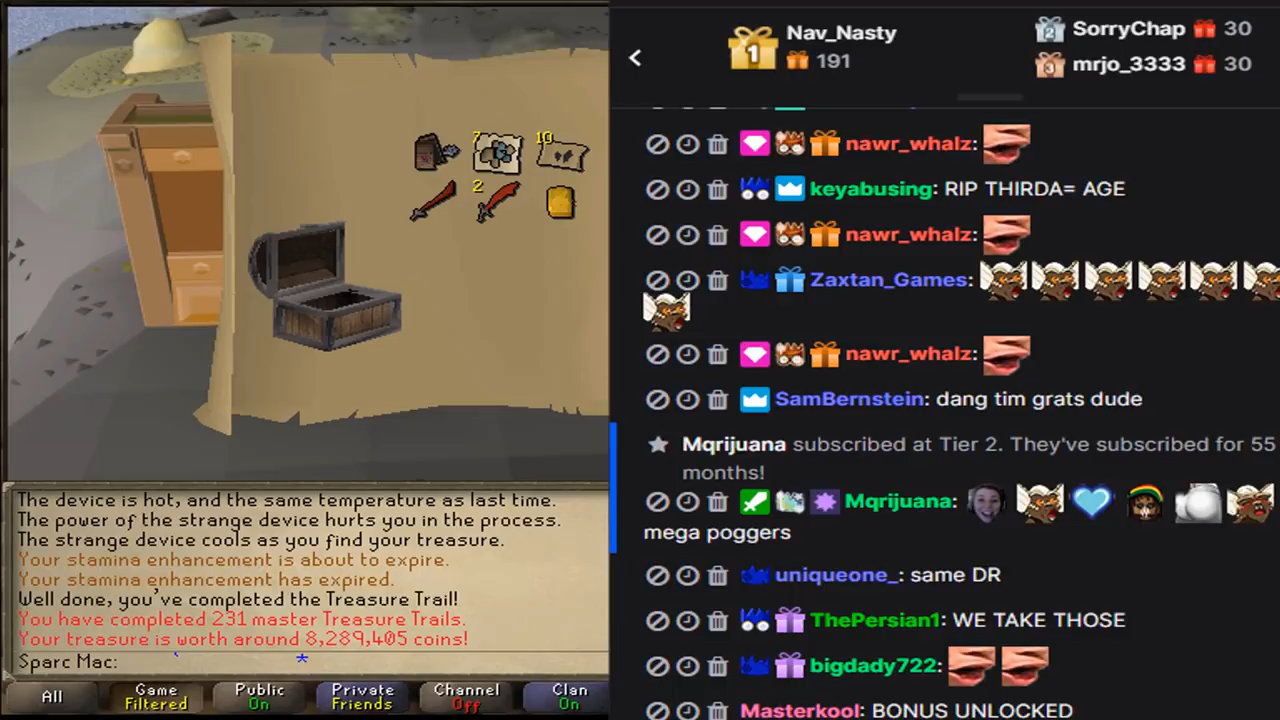 7
10
2
The device is hot, and the same temperature as last time.
The power of the strange device hurts you in the process.
The strange device cools as you find your treasure.
Your stamina enhancement is about to expire.
Your stamina enhancement has expired.
Well done, you've completed the Treasure Trail!
You have completed 231 master Treasure Trails.
Your treasure is worth around 8,289,405 coins!
Sparc Mac: *
All
Game
Filtered
Public
On
Private
Friends
Channel
Off
Clan
On
1
Nav_Nasty
191
2
SorryChap 30
3
mrjo_3333 30
nawr_whalz:
keyabusing: RIP THIRDA= AGE
nawr_whalz:
Zaxtan_Games:
nawr_whalz:
SamBernstein: dang tim grats dude
Mqrijuana subscribed at Tier 2. They've subscribed for 55
months!
Mqrijuana:
mega poggers
uniqueone_: same DR
ThePersian1: WE TAKE THOSE
bigdady722:
Masterkool: BONUS UNLOCKED